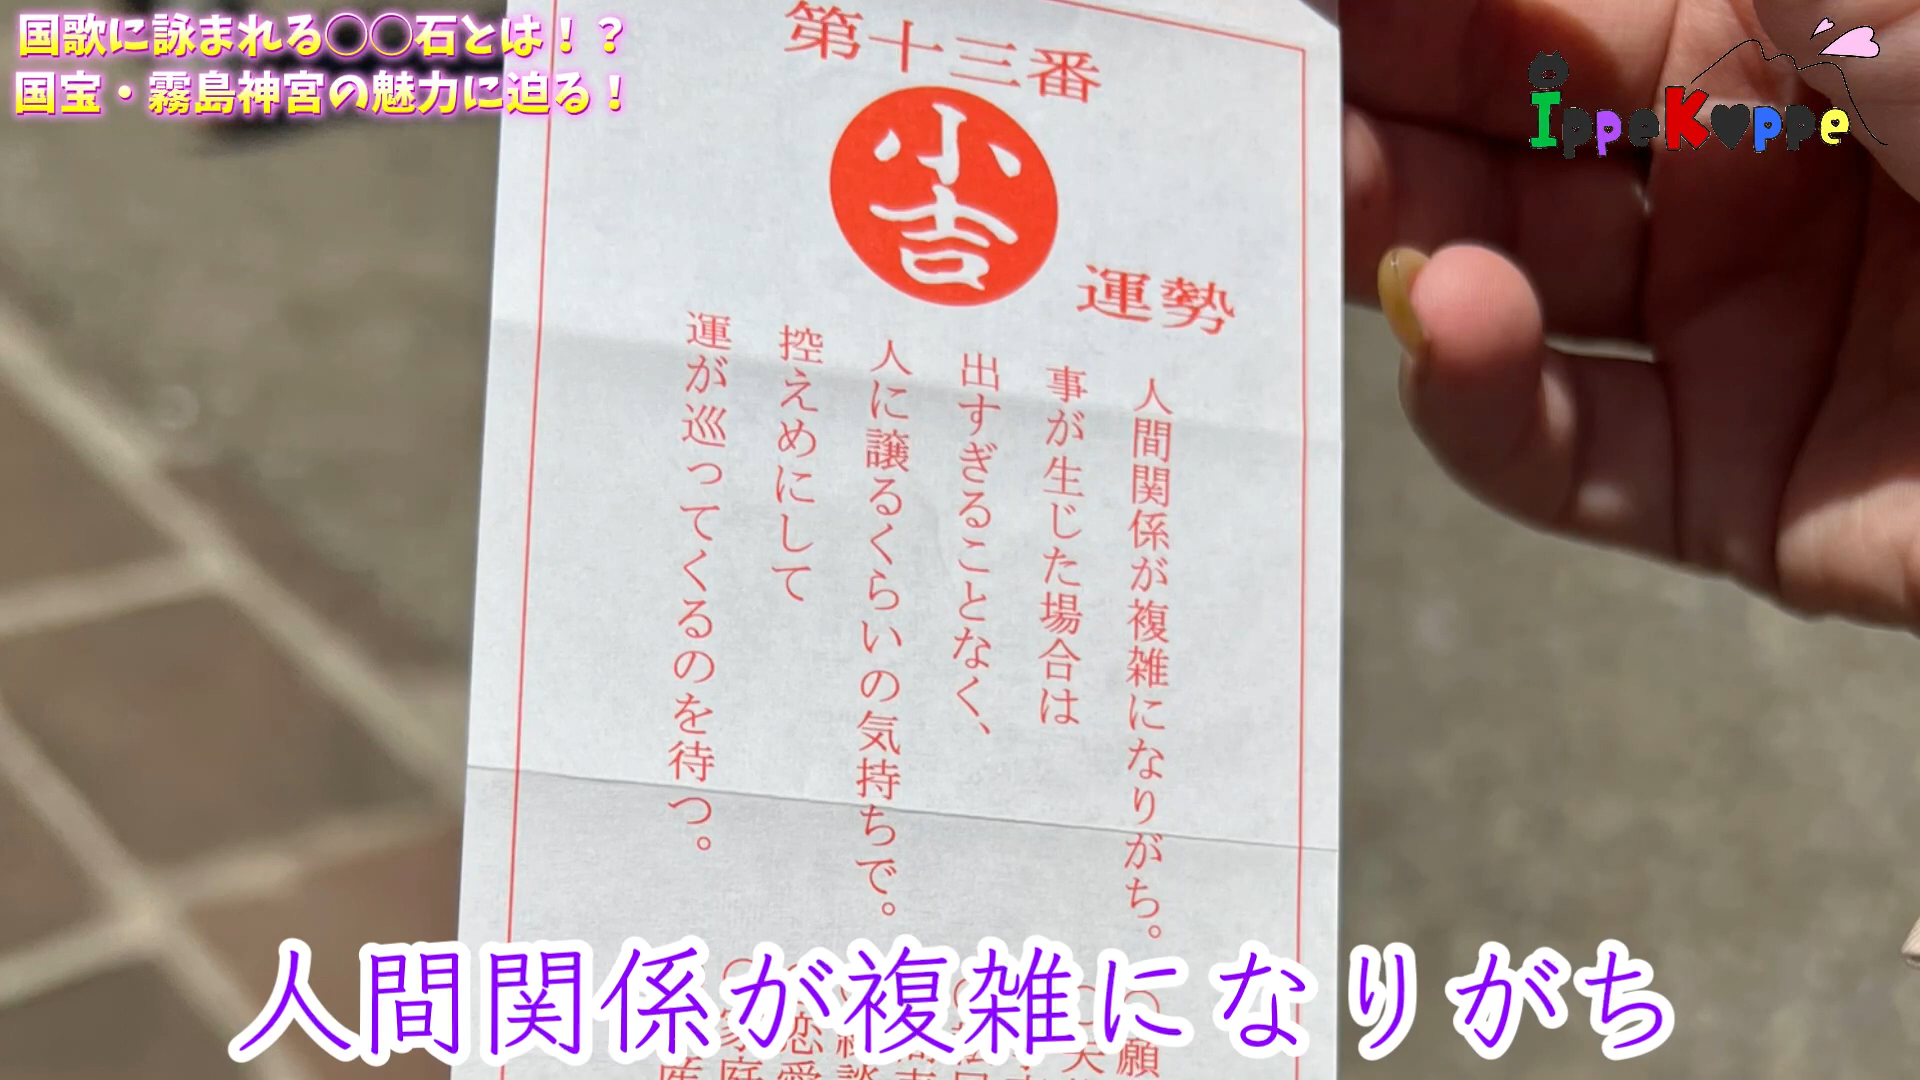 国歌に詠まれる◯◯石とは！？
国宝・霧島神宮の魅力に迫る！
IppeKoppe
第十三番
小吉
運勢
人間関係が複雑になりがち。
事が生じた場合は
出すぎることなく、
人に譲るくらいの気持ちで。
控えめにして
運が巡ってくるのを待つ。
人間関係が複雑になりがち